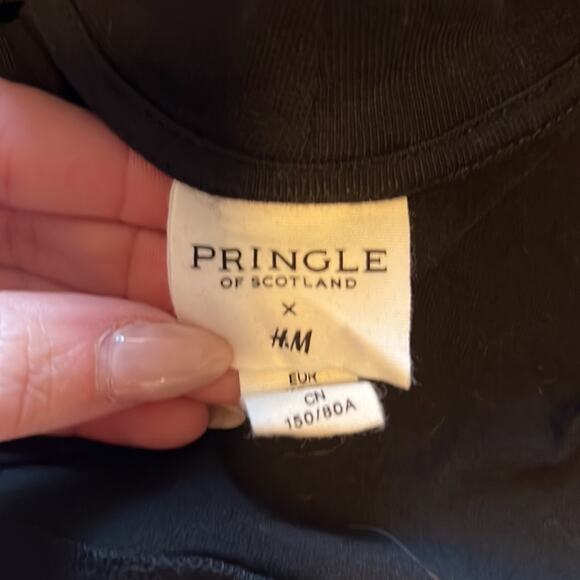 PRINGLE
OF SCOTLAND
×
H&M
EUR
CN
150/80A